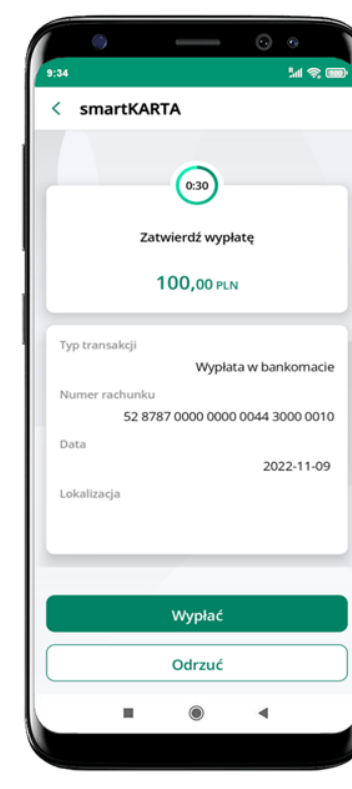 9:34
smartKARTA
0:30
Zatwierdź wypłatę
100,00 PLN
Typ transakcji
Wypłata w bankomacie
Numer rachunku
52 8787 0000 0000 0044 3000 0010
Data
2022-11-09
Lokalizacja
Wypłać
Odrzuć